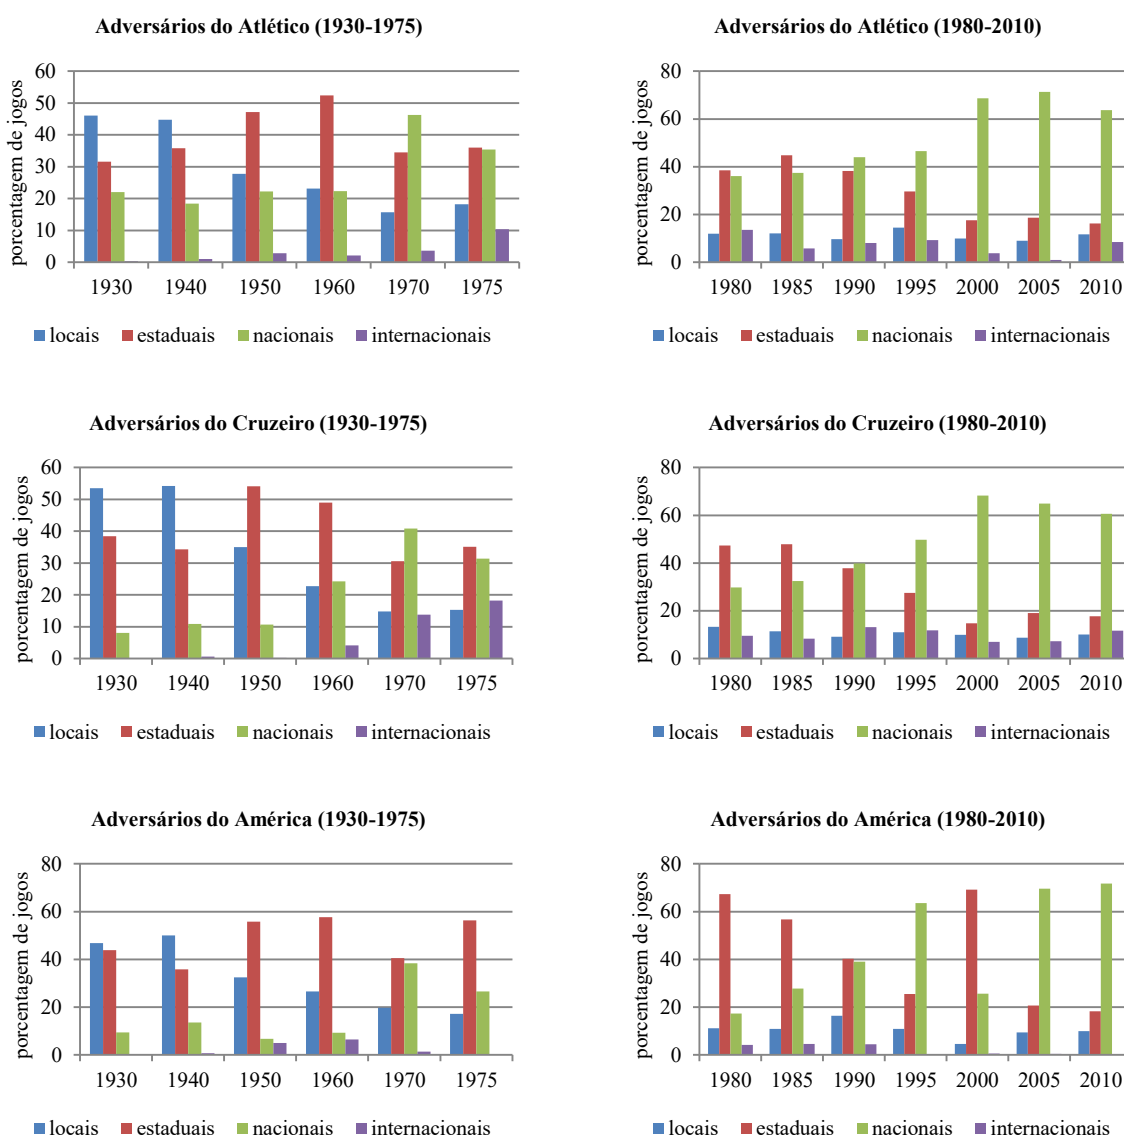 Adversários do Atlético (1930-1975)
porcentagem de jogos
60
50
40
30
20
10
0
1930 1940 1950 1960 1970 1975
locais estaduais nacionais internacionais
Adversários do Atlético (1980-2010)
porcentagem de jogos
80
60
40
20
0
1980 1985 1990 1995 2000 2005 2010
locais estaduais nacionais internacionais
Adversários do Cruzeiro (1930-1975)
porcentagem de jogos
60
50
40
30
20
10
0
1930 1940 1950 1960 1970 1975
locais estaduais nacionais internacionais
Adversários do Cruzeiro (1980-2010)
porcentagem de jogos
80
60
40
20
0
1980 1985 1990 1995 2000 2005 2010
locais estaduais nacionais internacionais
Adversários do América (1930-1975)
porcentagem de jogos
80
60
40
20
0
1930 1940 1950 1960 1970 1975
locais estaduais nacionais internacionais
Adversários do América (1980-2010)
porcentagem de jogos
80
60
40
20
0
1980 1985 1990 1995 2000 2005 2010
locais estaduais nacionais internacionais